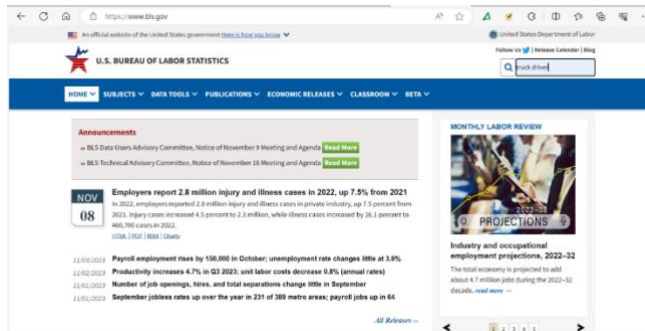 https://www.bls.gov
An official website of the United States government Here is how you know
United States Department of Labor
Follow Us | Release Calendar | Blog
U.S. BUREAU OF LABOR STATISTICS
truck driver
HOME SUBJECTS DATA TOOLS PUBLICATIONS ECONOMIC RELEASES CLASSROOM BETA
Announcements
BLS Data Users Advisory Committee, Notice of November 9 Meeting and Agenda Read More
BLS Technical Advisory Committee, Notice of November 16 Meeting and Agenda Read More
NOV
08
Employers report 2.8 million injury and illness cases in 2022, up 7.5% from 2021
In 2022, employers reported 2.8 million injury and illness cases in private industry, up 7.5 percent from
2021. Injury cases increased 4.5 percent to 2.3 million, while illness cases increased by 26.1 percent to
460,700 cases in 2022.
HTML | PDF | RSS | Charts
11/03/2023 Payroll employment rises by 150,000 in October; unemployment rate changes little at 3.9%
11/02/2023 Productivity increases 4.7% in Q3 2023; unit labor costs decrease 0.8% (annual rates)
11/01/2023 Number of job openings, hires, and total separations change little in September
11/01/2023 September jobless rates up over the year in 231 of 389 metro areas; payroll jobs up in 64
All Releases
MONTHLY LABOR REVIEW
2022–32
PROJECTIONS
Industry and occupational
employment projections, 2022–32
The total economy is projected to add
about 4.7 million jobs during the 2022–32
decade. read more
1 2 3 4 5